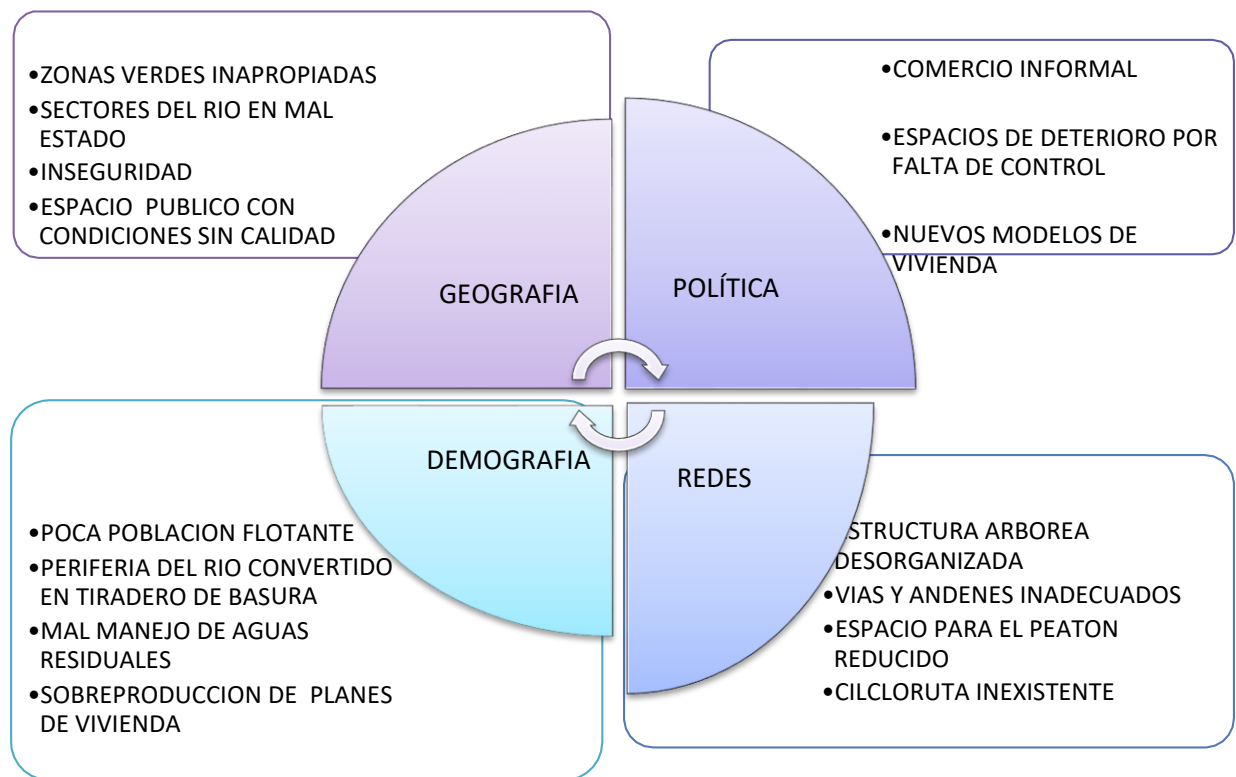 •ZONAS VERDES INAPROPIADAS
•SECTORES DEL RIO EN MAL
ESTADO
•INSEGURIDAD
•ESPACIO PUBLICO CON
CONDICIONES SIN CALIDAD
•COMERCIO INFORMAL
•ESPACIOS DE DETERIORO POR
FALTA DE CONTROL
•NUEVOS MODELOS DE
VIVIENDA
GEOGRAFIA
POLÍTICA
DEMOGRAFIA
REDES
•POCA POBLACION FLOTANTE
•PERIFERIA DEL RIO CONVERTIDO
EN TIRADERO DE BASURA
•MAL MANEJO DE AGUAS
RESIDUALES
•SOBREPRODUCCION DE PLANES
DE VIVIENDA
STRUCTURA ARBOREA
DESORGANIZADA
•VIAS Y ANDENES INADECUADOS
•ESPACIO PARA EL PEATON
REDUCIDO
•CILCLORUTA INEXISTENTE